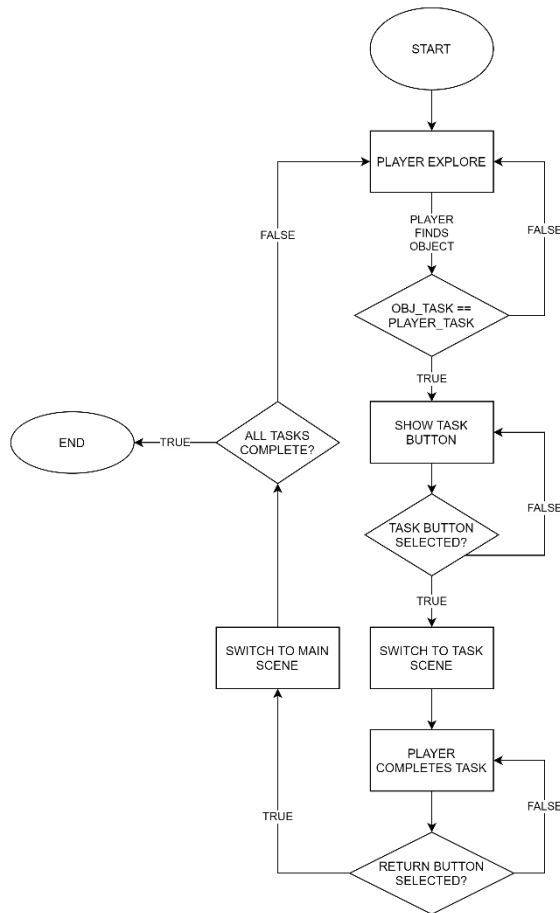 START
PLAYER EXPLORE
PLAYER
FINDS
OBJECT
FALSE
FALSE
OBJ_TASK ==
PLAYER_TASK
TRUE
SHOW TASK
BUTTON
END
TRUE
ALL TASKS
COMPLETE?
FALSE
TASK BUTTON
SELECTED?
TRUE
SWITCH TO MAIN
SCENE
SWITCH TO TASK
SCENE
PLAYER
COMPLETES TASK
TRUE
FALSE
RETURN BUTTON
SELECTED?